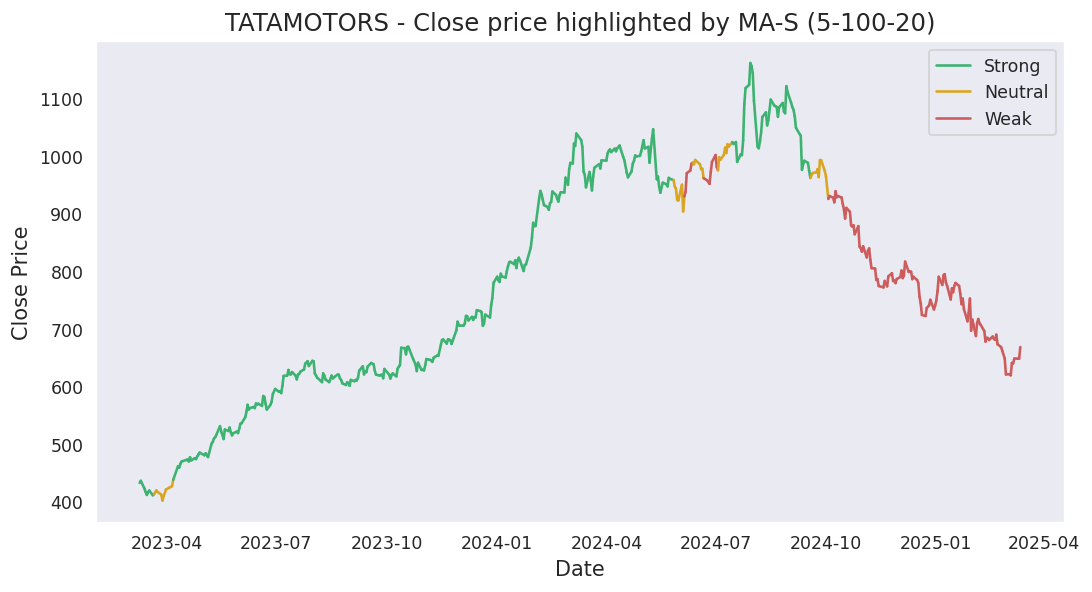 TATAMOTORS - Close price highlighted by MA-S (5-100-20)
Strong
Neutral
Weak
Close Price
1100
1000
900
800
700
600
500
400
2023-04 2023-07 2023-10 2024-01 2024-04 2024-07 2024-10 2025-01 2025-04
Date